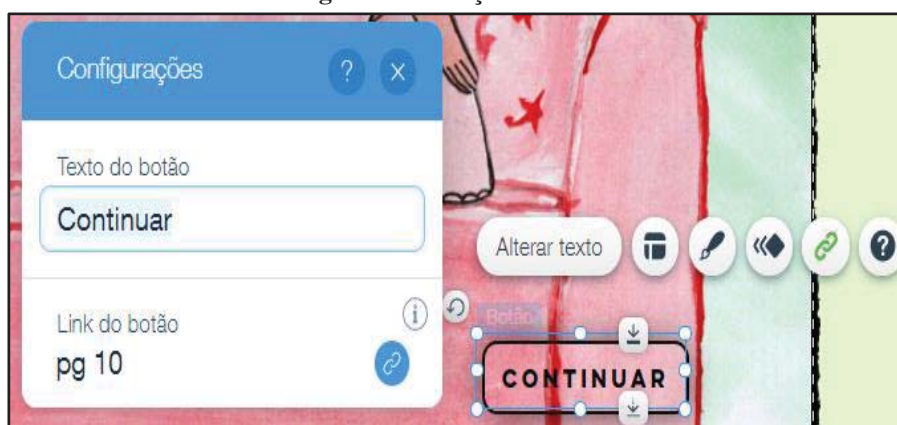 Configurações
?
X
Texto do botão
Continuar
Alterar texto
?
Link do botão
i
pg 10
Botão
CONTINUAR